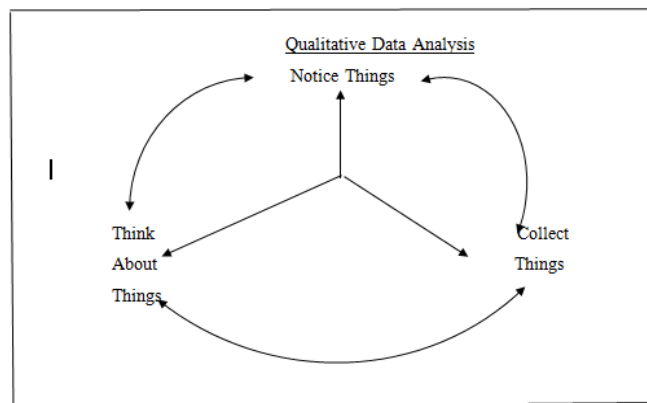 Qualitative Data Analysis
Notice Things
Think
About
Things
Collect
Things